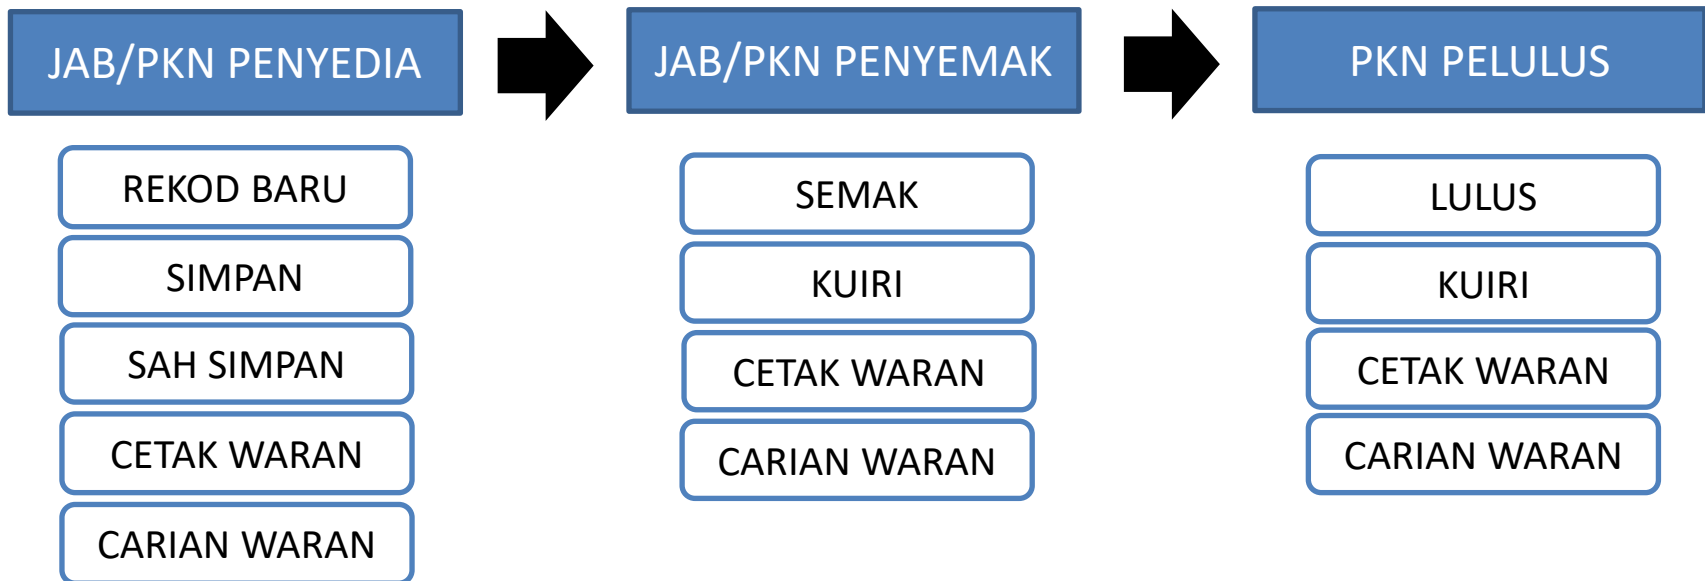 JAB/PKN PENYEDIA
REKOD BARU
SIMPAN
SAH SIMPAN
CETAK WARAN
CARIAN WARAN
JAB/PKN PENYEMAK
SEMAK
KUIRI
CETAK WARAN
CARIAN WARAN
PKN PELULUS
LULUS
KUIRI
CETAK WARAN
CARIAN WARAN